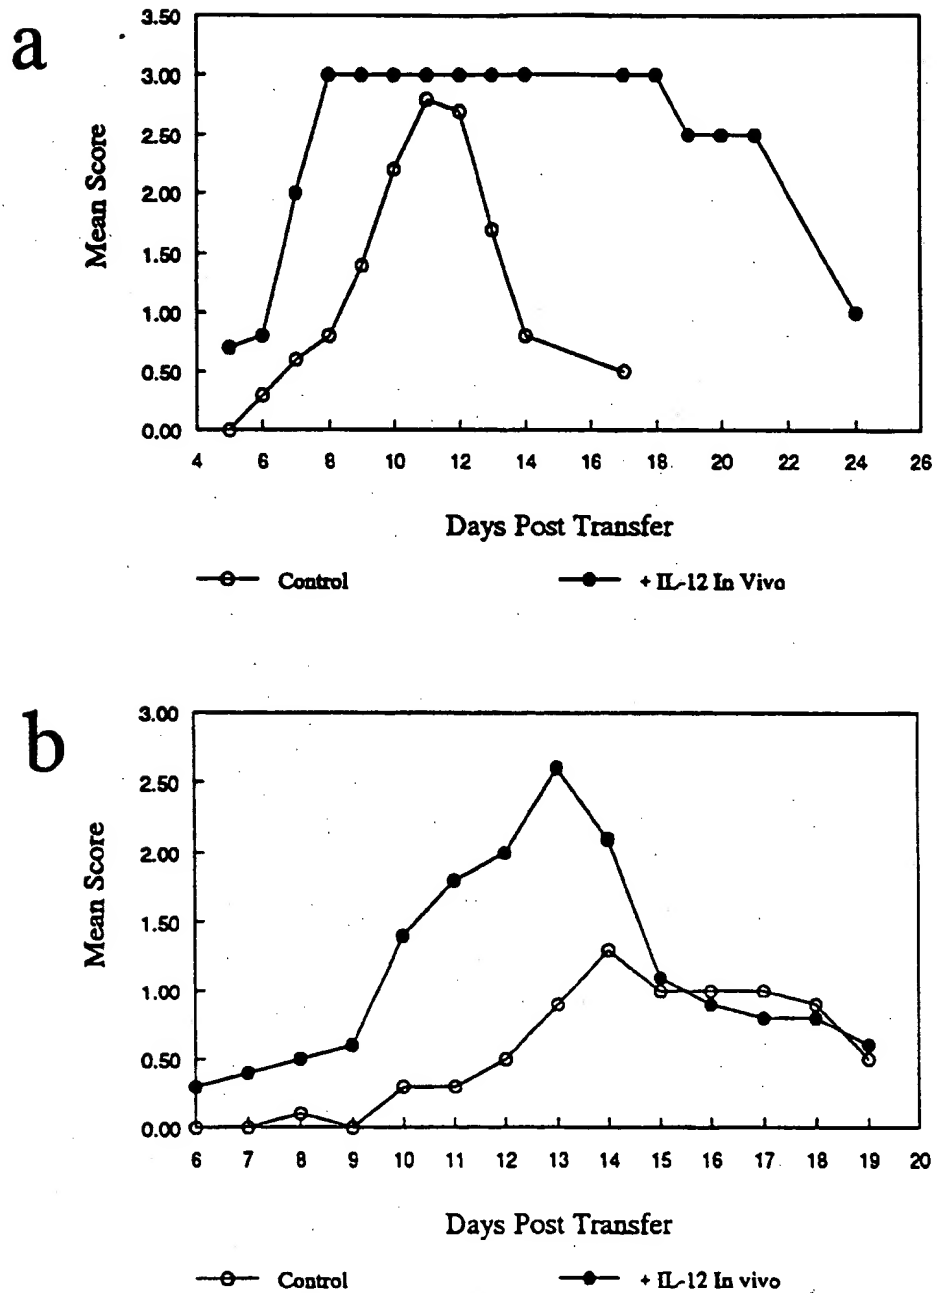 a
3.50
3.00
2.50
2.00
1.50
1.00
0.50
0.00
Mean Score
4 6 8 10 12 14 16 18 20 22 24 26
Days Post Transfer
Control + IL-12 In Vivo
b
3.00
2.50
2.00
1.50
1.00
0.50
0.00
Mean Score
6 7 8 9 10 11 12 13 14 15 16 17 18 19 20
Days Post Transfer
Control + IL-12 In vivo